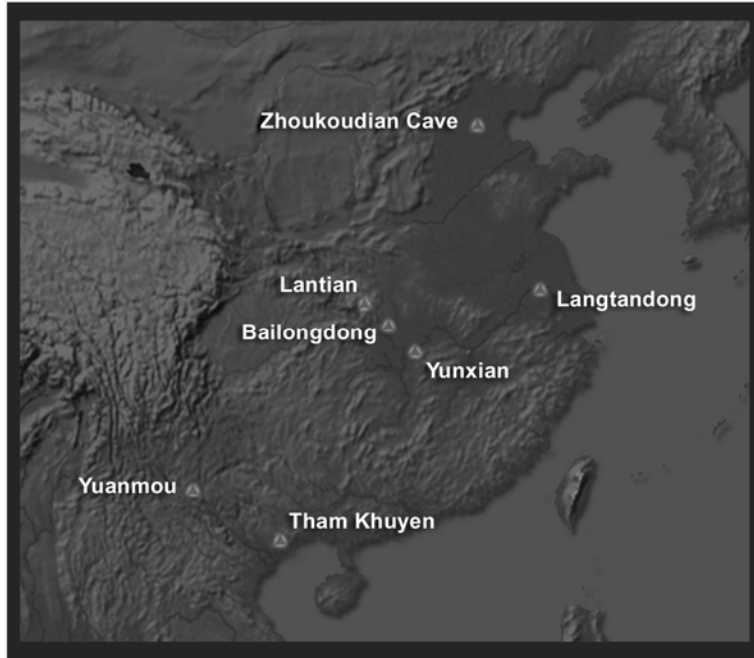 Zhoukoudian Cave
Lantian
Langtandong
Bailongdong
Yunxian
Yuanmou
Tham Khuyen